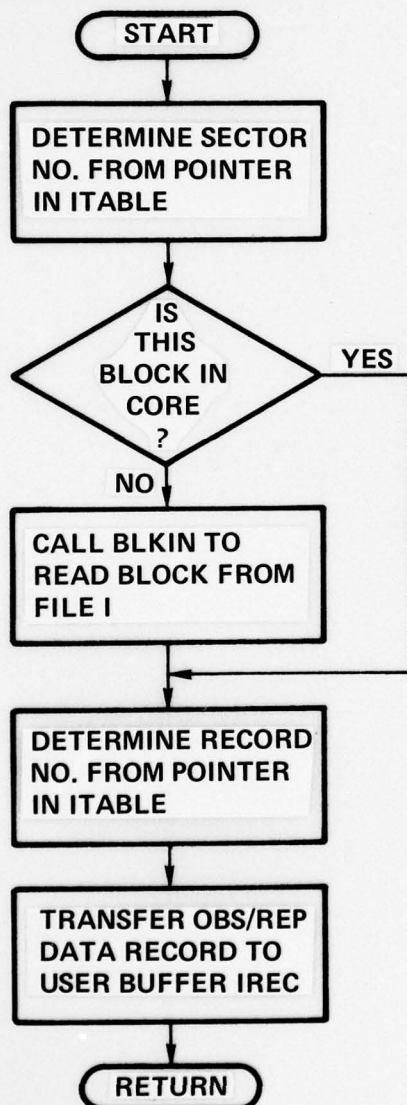 START
DETERMINE SECTOR
NO. FROM POINTER
IN ITABLE
IS
THIS
BLOCK IN
CORE
?
YES
NO
CALL BLKIN TO
READ BLOCK FROM
FILE I
DETERMINE RECORD
NO. FROM POINTER
IN ITABLE
TRANSFER OBS/REP
DATA RECORD TO
USER BUFFER IREC
RETURN